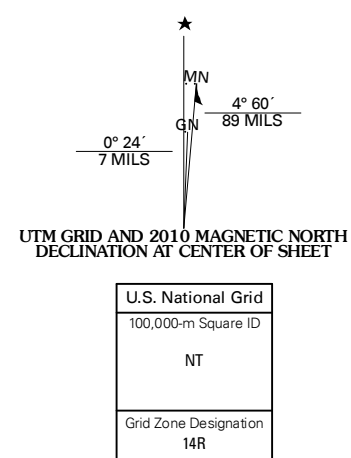 ★
MN
4° 60´
89 MILS
GN
0° 24´
7 MILS
UTM GRID AND 2010 MAGNETIC NORTH
DECLINATION AT CENTER OF SHEET
U.S. National Grid
100,000-m Square ID
NT
Grid Zone Designation
14R